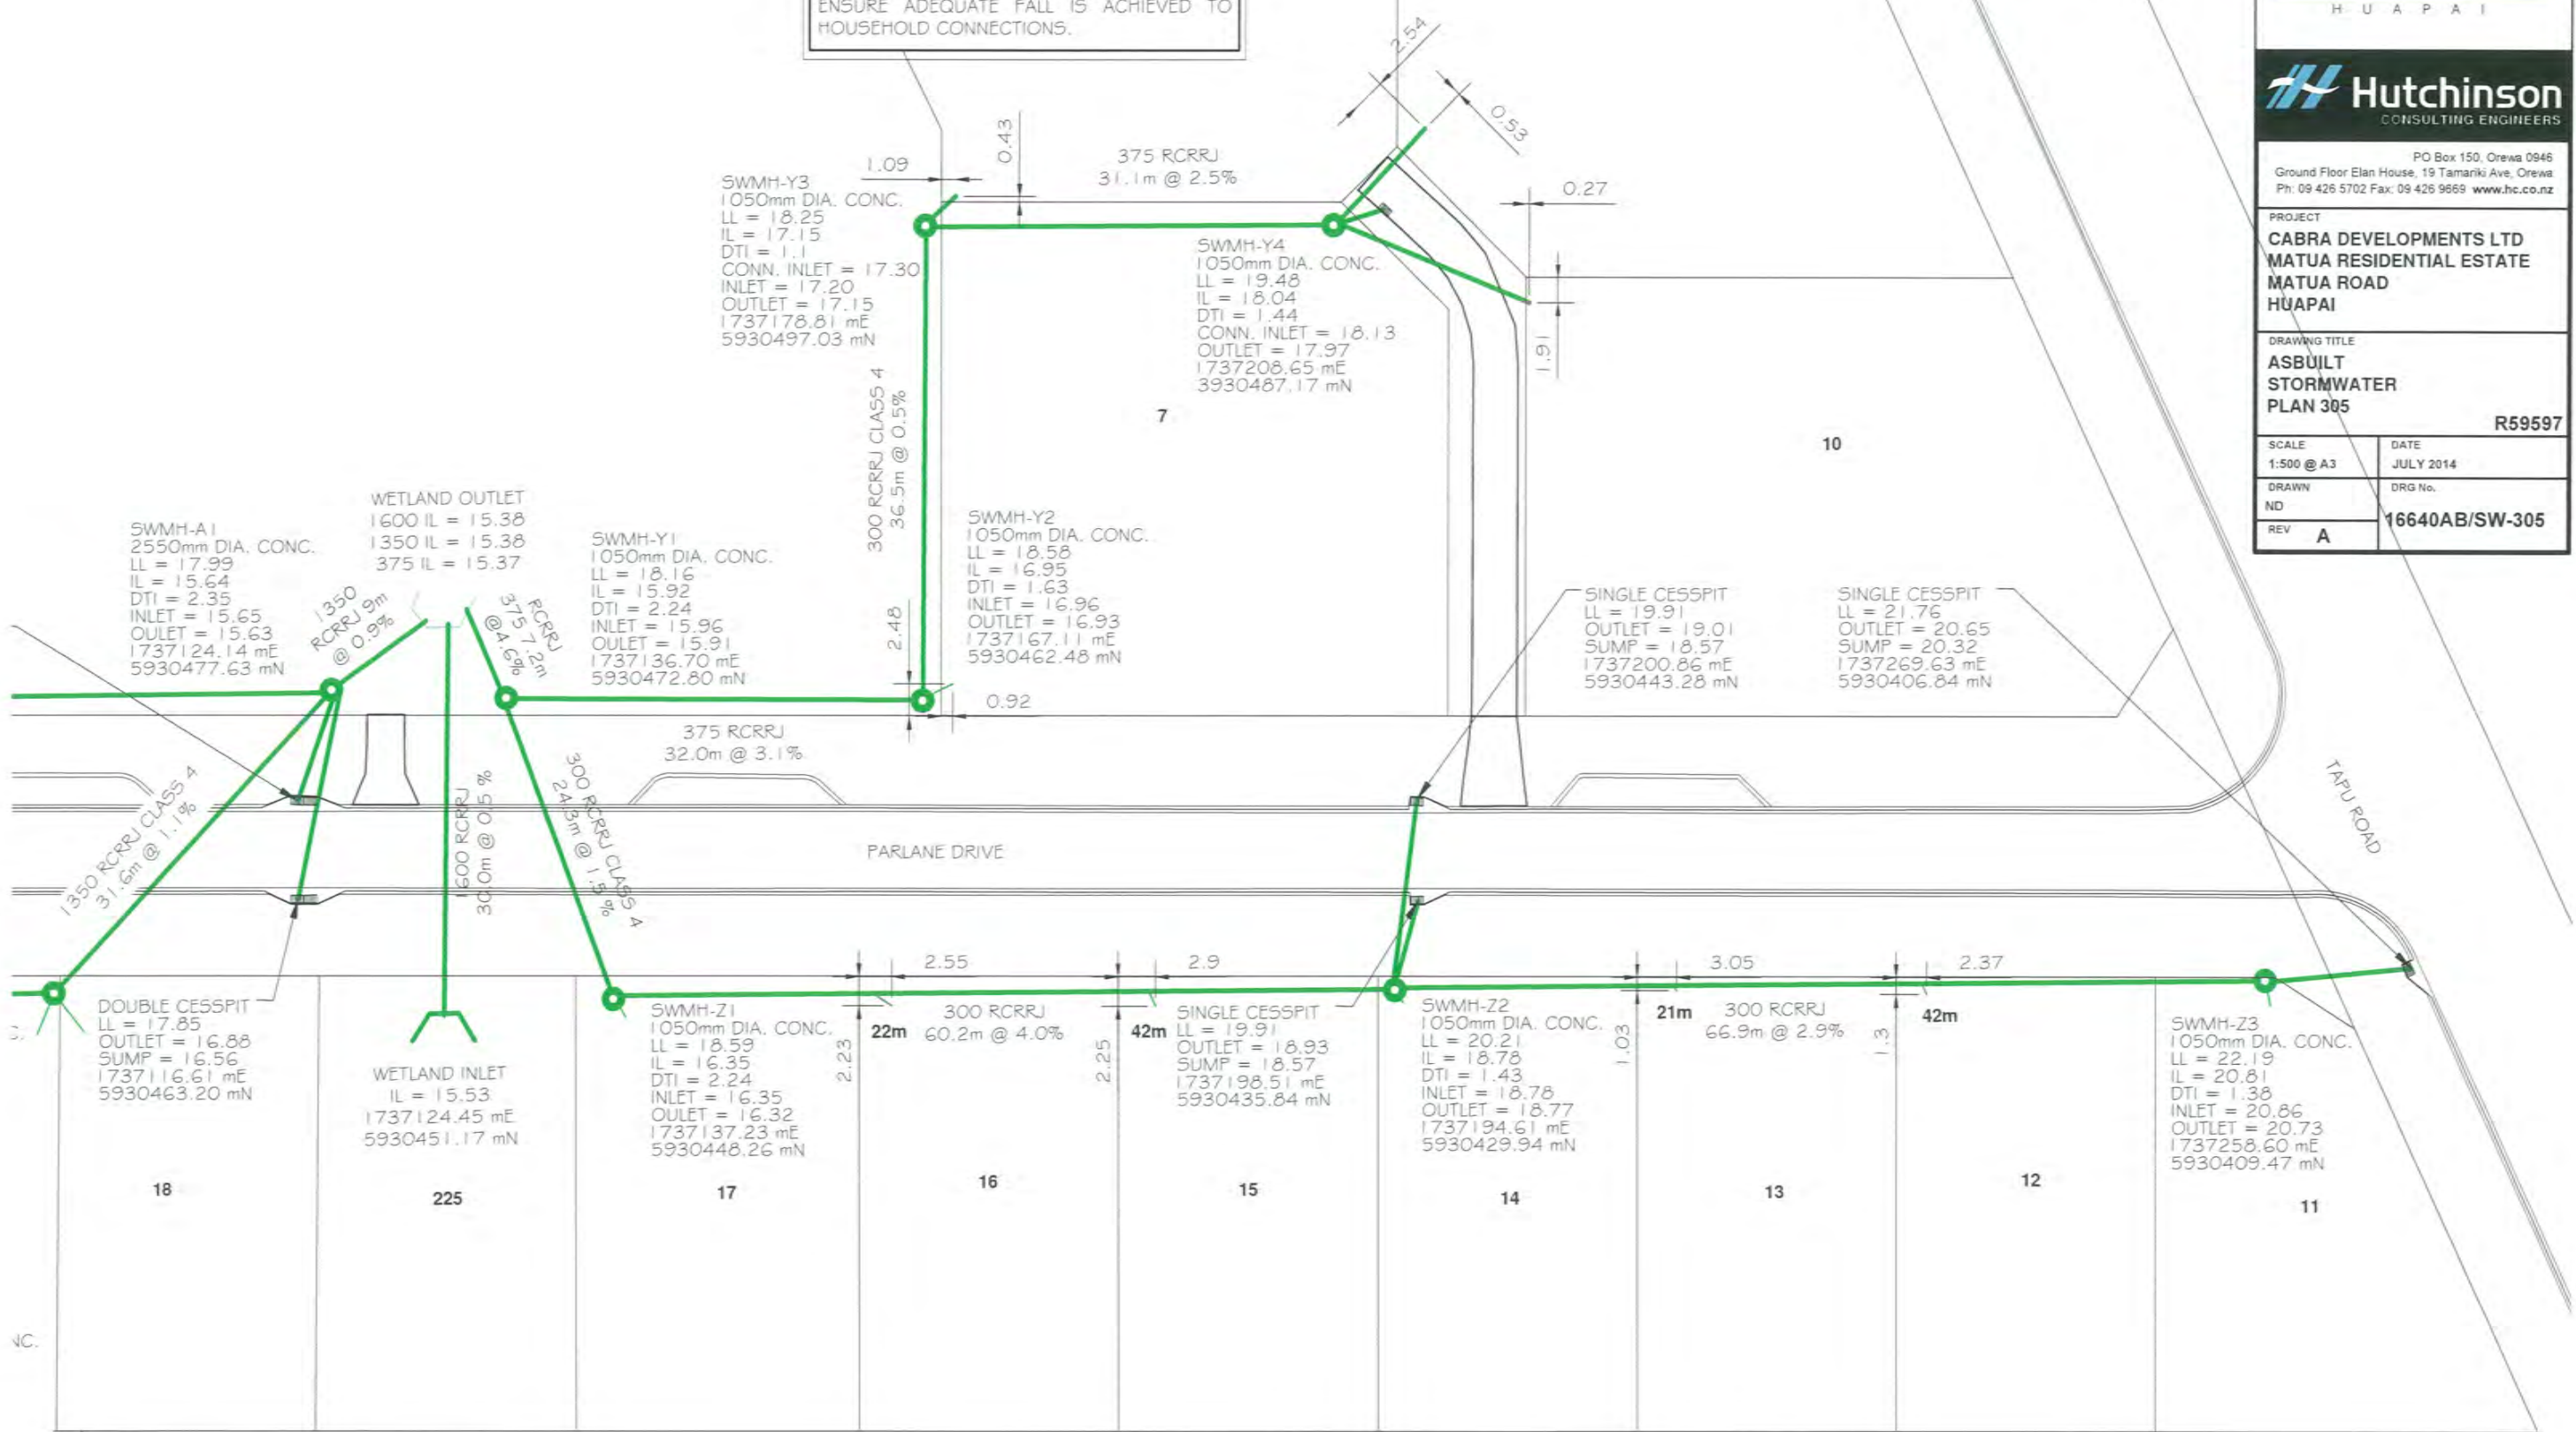 ENSURE ADEQUATE FALL IS ACHIEVED TO
HOUSEHOLD CONNECTIONS.
HUAPAI
Hutchinson
CONSULTING ENGINEERS
PO Box 150, Orewa 0946
Ground Floor Elan House, 19 Tamariki Ave, Orewa
Ph: 09 426 5702 Fax: 09 426 9669 www.hc.co.nz
PROJECT
CABRA DEVELOPMENTS LTD
MATUA RESIDENTIAL ESTATE
MATUA ROAD
HUAPAI
DRAWING TITLE
ASBUILT
STORMWATER
PLAN 305
R59597
SCALE
1:500 @ A3
DATE
JULY 2014
DRAWN
ND
DRG No.
16640AB/SW-305
REV A
2.54
0.53
0.43
1.09
375 RCRRJ
31.1m @ 2.5%
0.27
1.91
SWMH-Y3
1050mm DIA. CONC.
LL = 18.25
IL = 17.15
DTI = 1.1
CONN. INLET = 17.30
INLET = 17.20
OUTLET = 17.15
1737178.81 mE
5930497.03 mN
SWMH-Y4
1050mm DIA. CONC.
LL = 19.48
IL = 18.04
DTI = 1.44
CONN. INLET = 18.13
OUTLET = 17.97
1737208.65 mE
3930487.17 mN
300 RCRRJ CLASS 4
36.5m @ 0.5%
7
10
SWMH-A1
2550mm DIA. CONC.
LL = 17.99
IL = 15.64
DTI = 2.35
INLET = 15.65
OULET = 15.63
1737124.14 mE
5930477.63 mN
WETLAND OUTLET
1600 IL = 15.38
1350 IL = 15.38
375 IL = 15.37
1350
RCRRJ 9m
@ 0.9%
RCRRJ
375 7.2m
@4.6%
SWMH-Y1
1050mm DIA. CONC.
LL = 18.16
IL = 15.92
DTI = 2.24
INLET = 15.96
OULET = 15.91
1737136.70 mE
5930472.80 mN
SWMH-Y2
1050mm DIA. CONC.
LL = 18.58
IL = 16.95
DTI = 1.63
INLET = 16.96
OUTLET = 16.93
1737167.11 mE
5930462.48 mN
2.48
0.92
SINGLE CESSPIT
LL = 19.91
OUTLET = 19.01
SUMP = 18.57
1737200.86 mE
5930443.28 mN
SINGLE CESSPIT
LL = 21.76
OUTLET = 20.65
SUMP = 20.32
1737269.63 mE
5930406.84 mN
375 RCRRJ
32.0m @ 3.1%
1350 RCRRJ CLASS 4
31.6m @ 1.1%
1600 RCRRJ
30.0m @ 0.5 %
300 RCRRJ CLASS 4
24.3m @ 1.5 %
PARLANE DRIVE
TAPU ROAD
DOUBLE CESSPIT
LL = 17.85
OUTLET = 16.88
SUMP = 16.56
1737116.61 mE
5930463.20 mN
WETLAND INLET
IL = 15.53
1737124.45 mE
5930451.17 mN
SWMH-Z1
1050mm DIA. CONC.
LL = 18.59
IL = 16.35
DTI = 2.24
INLET = 16.35
OULET = 16.32
1737137.23 mE
5930448.26 mN
2.55
2.23
22m
300 RCRRJ
60.2m @ 4.0%
2.9
2.25
42m
SINGLE CESSPIT
LL = 19.91
OUTLET = 18.93
SUMP = 18.57
1737198.51 mE
5930435.84 mN
SWMH-Z2
1050mm DIA. CONC.
LL = 20.21
IL = 18.78
DTI = 1.43
INLET = 18.78
OUTLET = 18.77
1737194.61 mE
5930429.94 mN
3.05
1.03
21m
300 RCRRJ
66.9m @ 2.9%
2.37
1.3
42m
SWMH-Z3
1050mm DIA. CONC.
LL = 22.19
IL = 20.81
DTI = 1.38
INLET = 20.86
OUTLET = 20.73
1737258.60 mE
5930409.47 mN
18
225
17
16
15
14
13
12
11